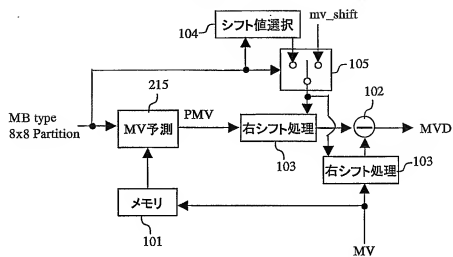 104
シフト値選択
mv_shift
105
MB type
8x8 Partition
215
MV予測
PMV
右シフト処理
103
102
MVD
右シフト処理
103
メモリ
101
MV